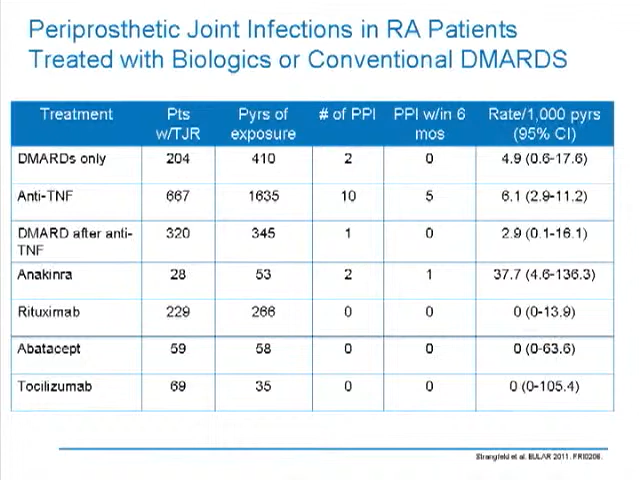 Periprosthetic Joint Infections in RA Patients
Treated with Biologics or Conventional DMARDS
Treatment Pts w/TJR Pyrs of exposure # of PPI PPI w/in 6 mos Rate/1,000 pyrs (95% CI)
DMARDs only 204 410 2 0 4.9 (0.6-17.6)
Anti-TNF 667 1635 10 5 6.1 (2.9-11.2)
DMARD after anti-TNF 320 345 1 0 2.9 (0.1-16.1)
Anakinra 28 53 2 1 37.7 (4.6-136.3)
Rituximab 229 266 0 0 0 (0-13.9)
Abatacept 59 58 0 0 0 (0-63.6)
Tocilizumab 69 35 0 0 0 (0-105.4)
et al. 2011.